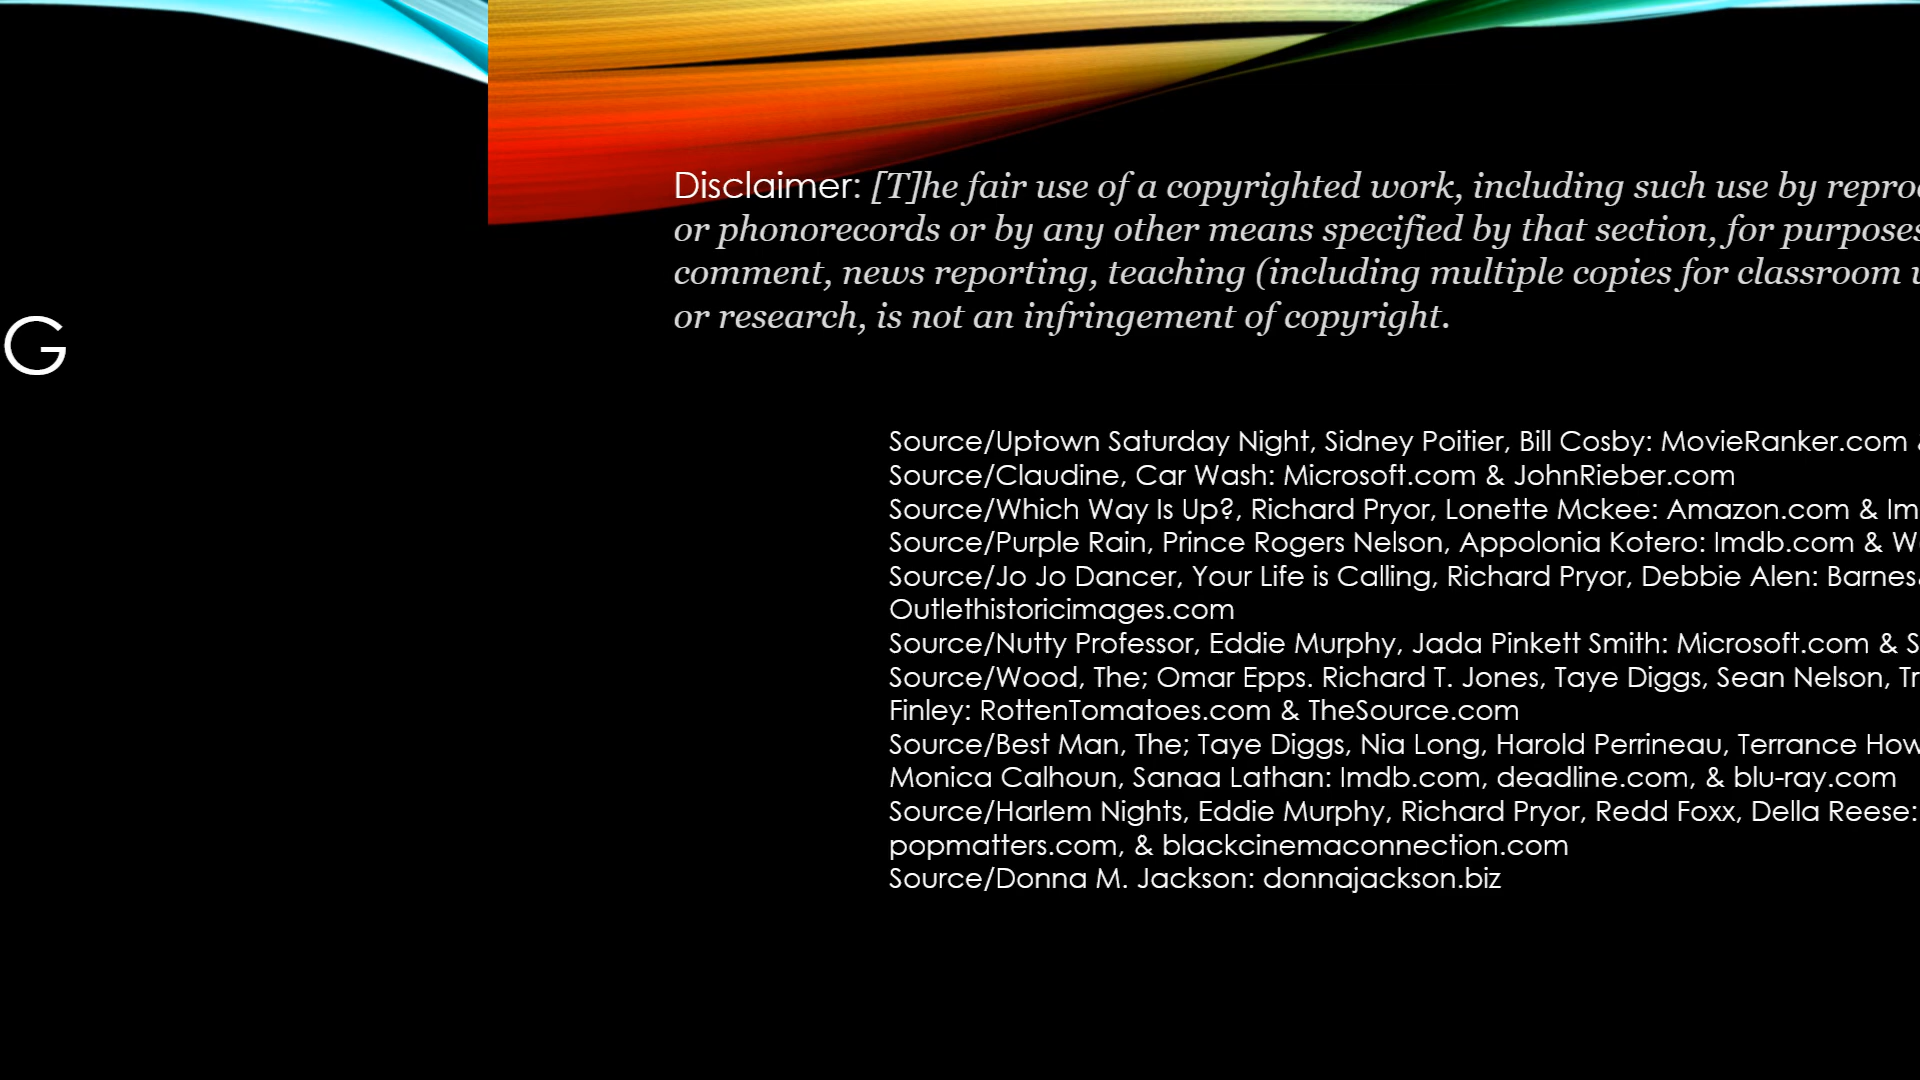 G
Disclaimer: [T]he fair use of a copyrighted work, including such use by
or phonorecords or by any other means specified by that section, for purposes
comment, news reporting, teaching (including multiple copies for classroom
or research, is not an infringement of copyright.
Source/Uptown Saturday Night, Sidney Poitier, Bill Cosby: MovieRanker.com
Source/Claudine, Car Wash: Microsoft.com & JohnRieber.com
Source/Which Way Is Up?, Richard Pryor, Lonette Mckee: Amazon.com &
Source/Purple Rain, Prince Rogers Nelson, Appolonia Kotero: Imdb.com &
Source/Jo Jo Dancer, Your Life is Calling, Richard Pryor, Debbie Alen:
Outlethistoricimages.com
Source/Nutty Professor, Eddie Murphy, Jada Pinkett Smith: Microsoft.com &
Source/Wood, The; Omar Epps. Richard T. Jones, Taye Diggs, Sean Nelson,
Finley: RottenTomatoes.com & TheSource.com
Source/Best Man, The; Taye Diggs, Nia Long, Harold Perrineau, Terrance
Monica Calhoun, Sanaa Lathan: Imdb.com, deadline.com, & blu-ray.com
Source/Harlem Nights, Eddie Murphy, Richard Pryor, Redd Foxx, Della Reese:
popmatters.com, & blackcinemaconnection.com
Source/Donna M. Jackson: donnajackson.biz